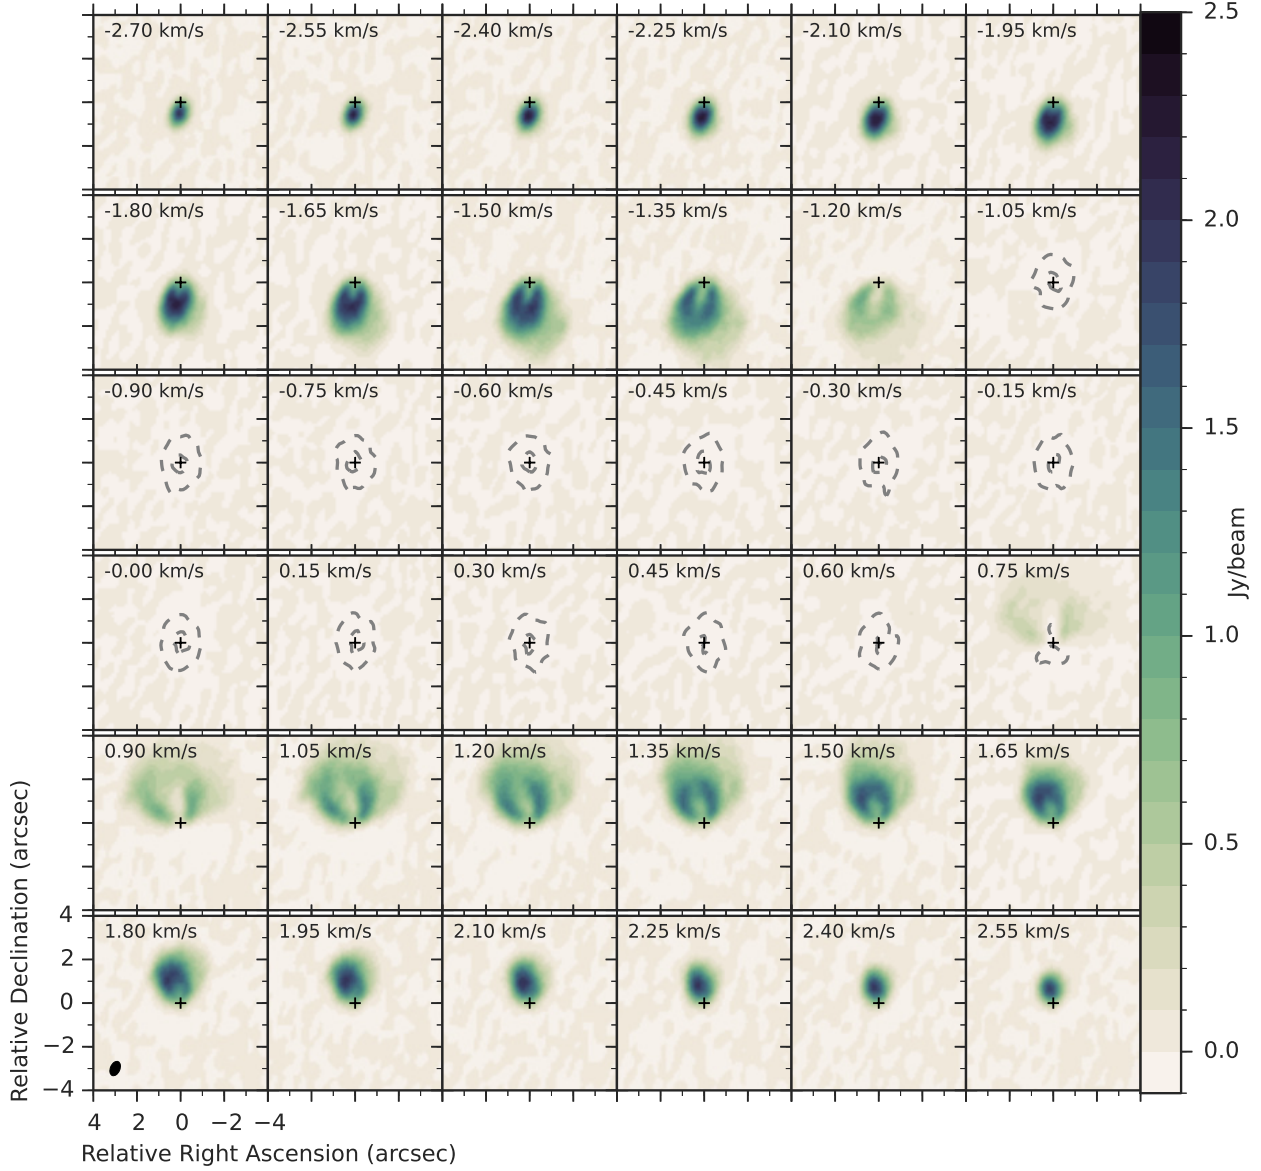 -2.70 km/s -2.55 km/s -2.40 km/s -2.25 km/s -2.10 km/s -1.95 km/s
-1.80 km/s -1.65 km/s -1.50 km/s -1.35 km/s -1.20 km/s -1.05 km/s
-0.90 km/s -0.75 km/s -0.60 km/s -0.45 km/s -0.30 km/s -0.15 km/s
-0.00 km/s 0.15 km/s 0.30 km/s 0.45 km/s 0.60 km/s 0.75 km/s
0.90 km/s 1.05 km/s 1.20 km/s 1.35 km/s 1.50 km/s 1.65 km/s
1.80 km/s 1.95 km/s 2.10 km/s 2.25 km/s 2.40 km/s 2.55 km/s
4
2
0
−2
−4
4 2 0 −2 −4
Relative Right Ascension (arcsec)
Relative Declination (arcsec)
2.5
2.0
1.5
1.0
0.5
0.0
Jy/beam